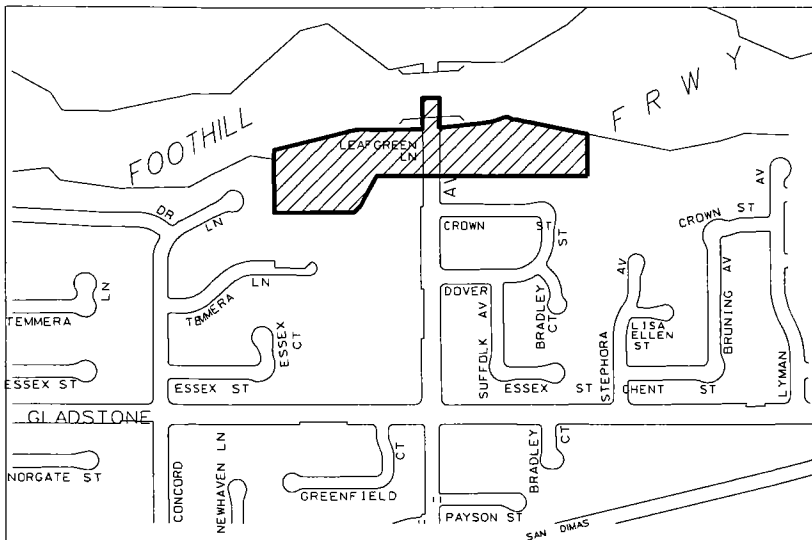 FOOTHILL
FRWY
LEAFGREEN
LN
AV
DR
LN
CROWN ST
ST
CROWN ST
AV
LN
TEMMERA
TEMMERA LN
DOVER
AV
BRADLEY
CT
SUFFOLK AV
STEPHORA
LISA
ELLEN
ST
BRUNING AV
LYMAN
ESSEX
CT
ESSEX ST
ESSEX ST
ESSEX ST
GHENT ST
GLADSTONE
NORGATE ST
CONCORD
NEWHAVEN LN
CT
GREENFIELD
BRADLEY
CT
PAYSON ST
SAN DIMAS